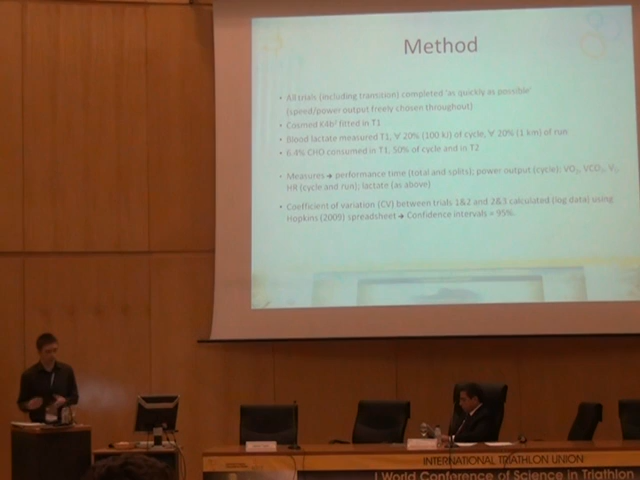 Method
• All trials (including transition) completed 'as quickly as possible'
(speed/power output freely chosen throughout)
• Cosmed K4b² fitted in T1
• Blood lactate measured T1, ∀ 20% (100 kJ) of cycle, ∀ 20% (1 km) of run
• 6.4% CHO consumed in T1, 50% of cycle and in T2
• Measures → performance time (total and splits); power output (cycle); VO₂, VCO₂, V
HR (cycle and run); lactate (as above)
• Coefficient of variation (CV) between trials 1&2 and 2&3 calculated (log data) using
Hopkins (2009) spreadsheet → Confidence intervals = 95%.
INTERNATIONAL TRIATHLON UNION
I World Conference of Science in Triathlon